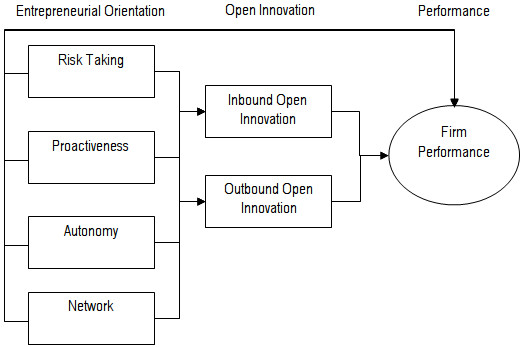 Entrepreneurial Orientation
Open Innovation
Performance
Risk Taking
Proactiveness
Autonomy
Network
Inbound Open
Innovation
Outbound Open
Innovation
Firm
Performance